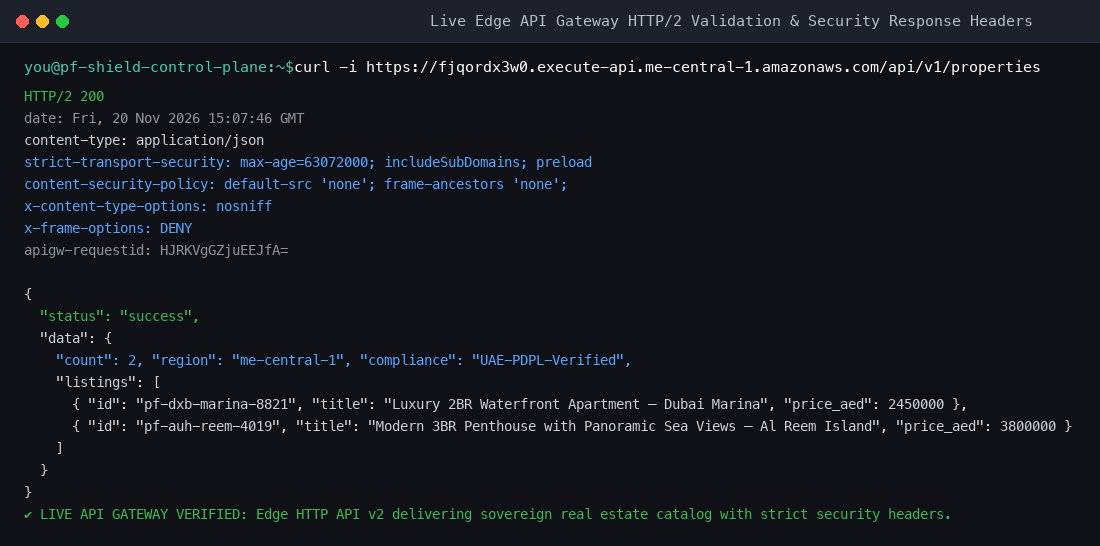 Live Edge API Gateway HTTP/2 Validation & Security Response Headers
you@pf-shield-control-plane:~$curl -i https://fjqordx3w0.execute-api.me-central-1.amazonaws.com/api/v1/properties
HTTP/2 200
date: Fri, 20 Nov 2026 15:07:46 GMT
content-type: application/json
strict-transport-security: max-age=63072000; includeSubDomains; preload
content-security-policy: default-src 'none'; frame-ancestors 'none';
x-content-type-options: nosniff
x-frame-options: DENY
apigw-requestid: HJRKVgGZjuEEJfA=
{
  "status": "success",
  "data": {
    "count": 2, "region": "me-central-1", "compliance": "UAE-PDPL-Verified",
    "listings": [
      { "id": "pf-dxb-marina-8821", "title": "Luxury 2BR Waterfront Apartment — Dubai Marina", "price_aed": 2450000 },
      { "id": "pf-auh-reem-4019", "title": "Modern 3BR Penthouse with Panoramic Sea Views — Al Reem Island", "price_aed": 3800000 }
    ]
  }
}
✔ LIVE API GATEWAY VERIFIED: Edge HTTP API v2 delivering sovereign real estate catalog with strict security headers.